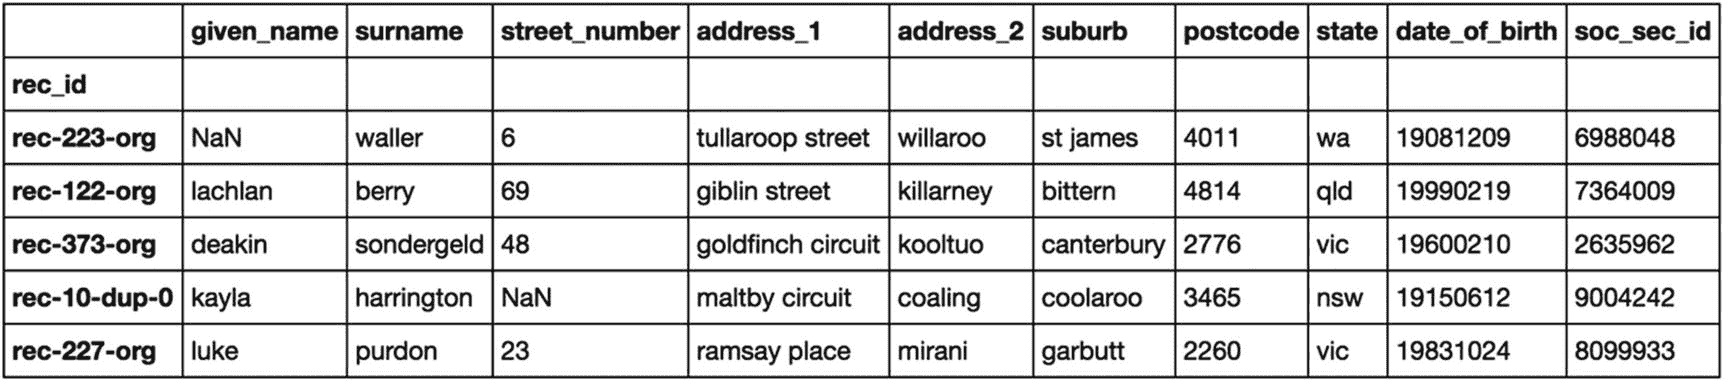 given_name surname street_number address_1 address_2 suburb postcode state date_of_birth soc_sec_id
rec_id
rec-223-org NaN waller 6 tullaroop street willaroo st james 4011 wa 19081209 6988048
rec-122-org lachlan berry 69 giblin street killarney bittern 4814 qld 19990219 7364009
rec-373-org deakin sondergeld 48 goldfinch circuit kooltuo canterbury 2776 vic 19600210 2635962
rec-10-dup-0 kayla harrington NaN maltby circuit coaling coolaroo 3465 nsw 19150612 9004242
rec-227-org luke purdon 23 ramsay place mirani garbutt 2260 vic 19831024 8099933